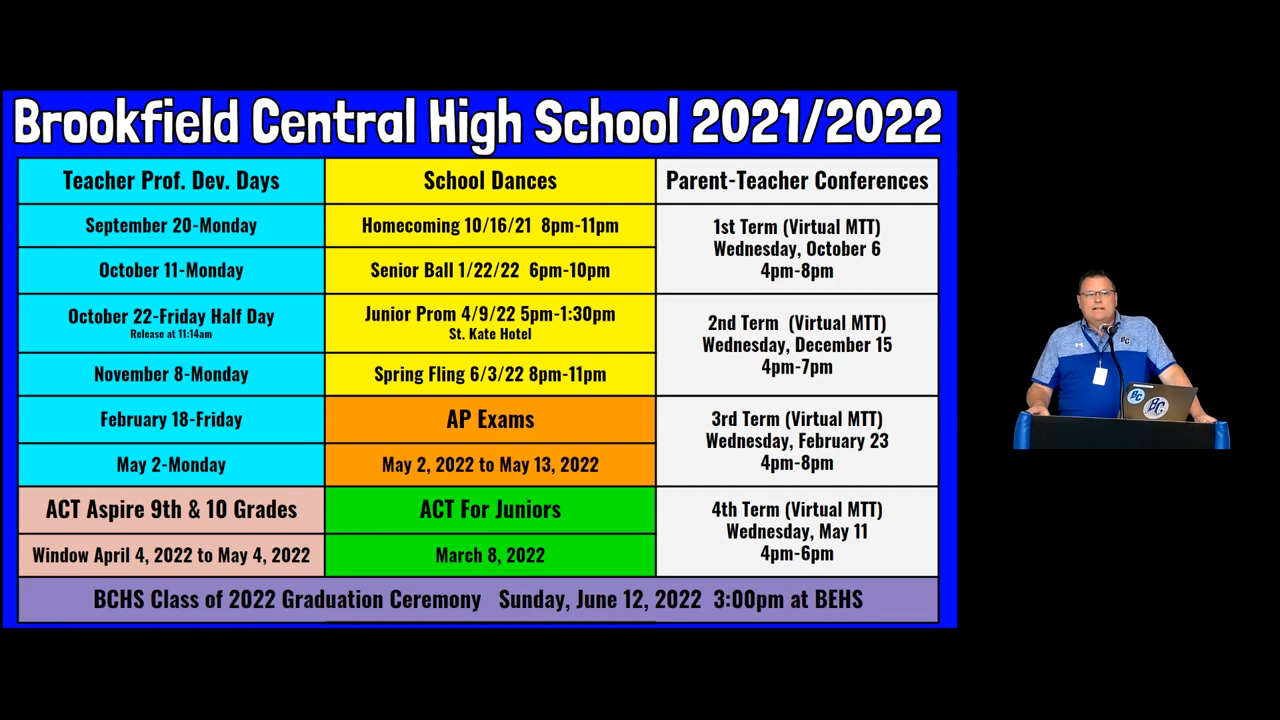 Brookfield Central High School 2021/2022
Teacher Prof. Dev. Days
School Dances
Parent-Teacher Conferences
September 20-Monday
Homecoming 10/16/21 8pm-11pm
1st Term (Virtual MTT)
Wednesday, October 6
4pm-8pm
October 11-Monday
Senior Ball 1/22/22 6pm-10pm
October 22-Friday Half Day
Release at 11:14am
Junior Prom 4/9/22 5pm-1:30pm
St. Kate Hotel
2nd Term (Virtual MTT)
Wednesday, December 15
4pm-7pm
November 8-Monday
Spring Fling 6/3/22 8pm-11pm
February 18-Friday
AP Exams
3rd Term (Virtual MTT)
Wednesday, February 23
4pm-8pm
May 2-Monday
May 2, 2022 to May 13, 2022
ACT Aspire 9th & 10 Grades
ACT For Juniors
4th Term (Virtual MTT)
Wednesday, May 11
4pm-6pm
Window April 4, 2022 to May 4, 2022
March 8, 2022
BCHS Class of 2022 Graduation Ceremony Sunday, June 12, 2022 3:00pm at BEHS
BC
BC
BC